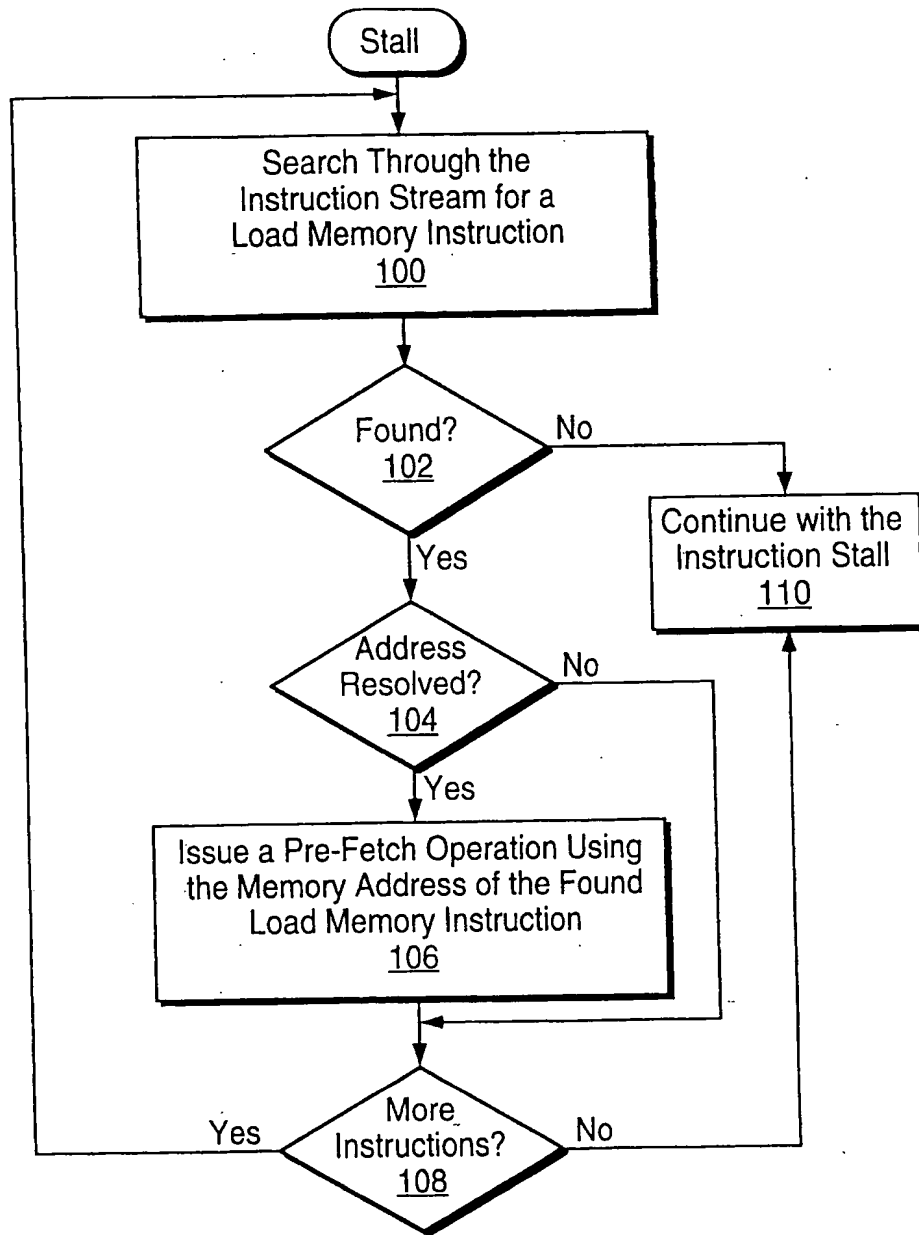 Stall
Search Through the
Instruction Stream for a
Load Memory Instruction
100
Found?
102
No
Yes
Continue with the
Instruction Stall
110
Address
Resolved?
104
No
Yes
Issue a Pre-Fetch Operation Using
the Memory Address of the Found
Load Memory Instruction
106
More
Instructions?
108
Yes
No